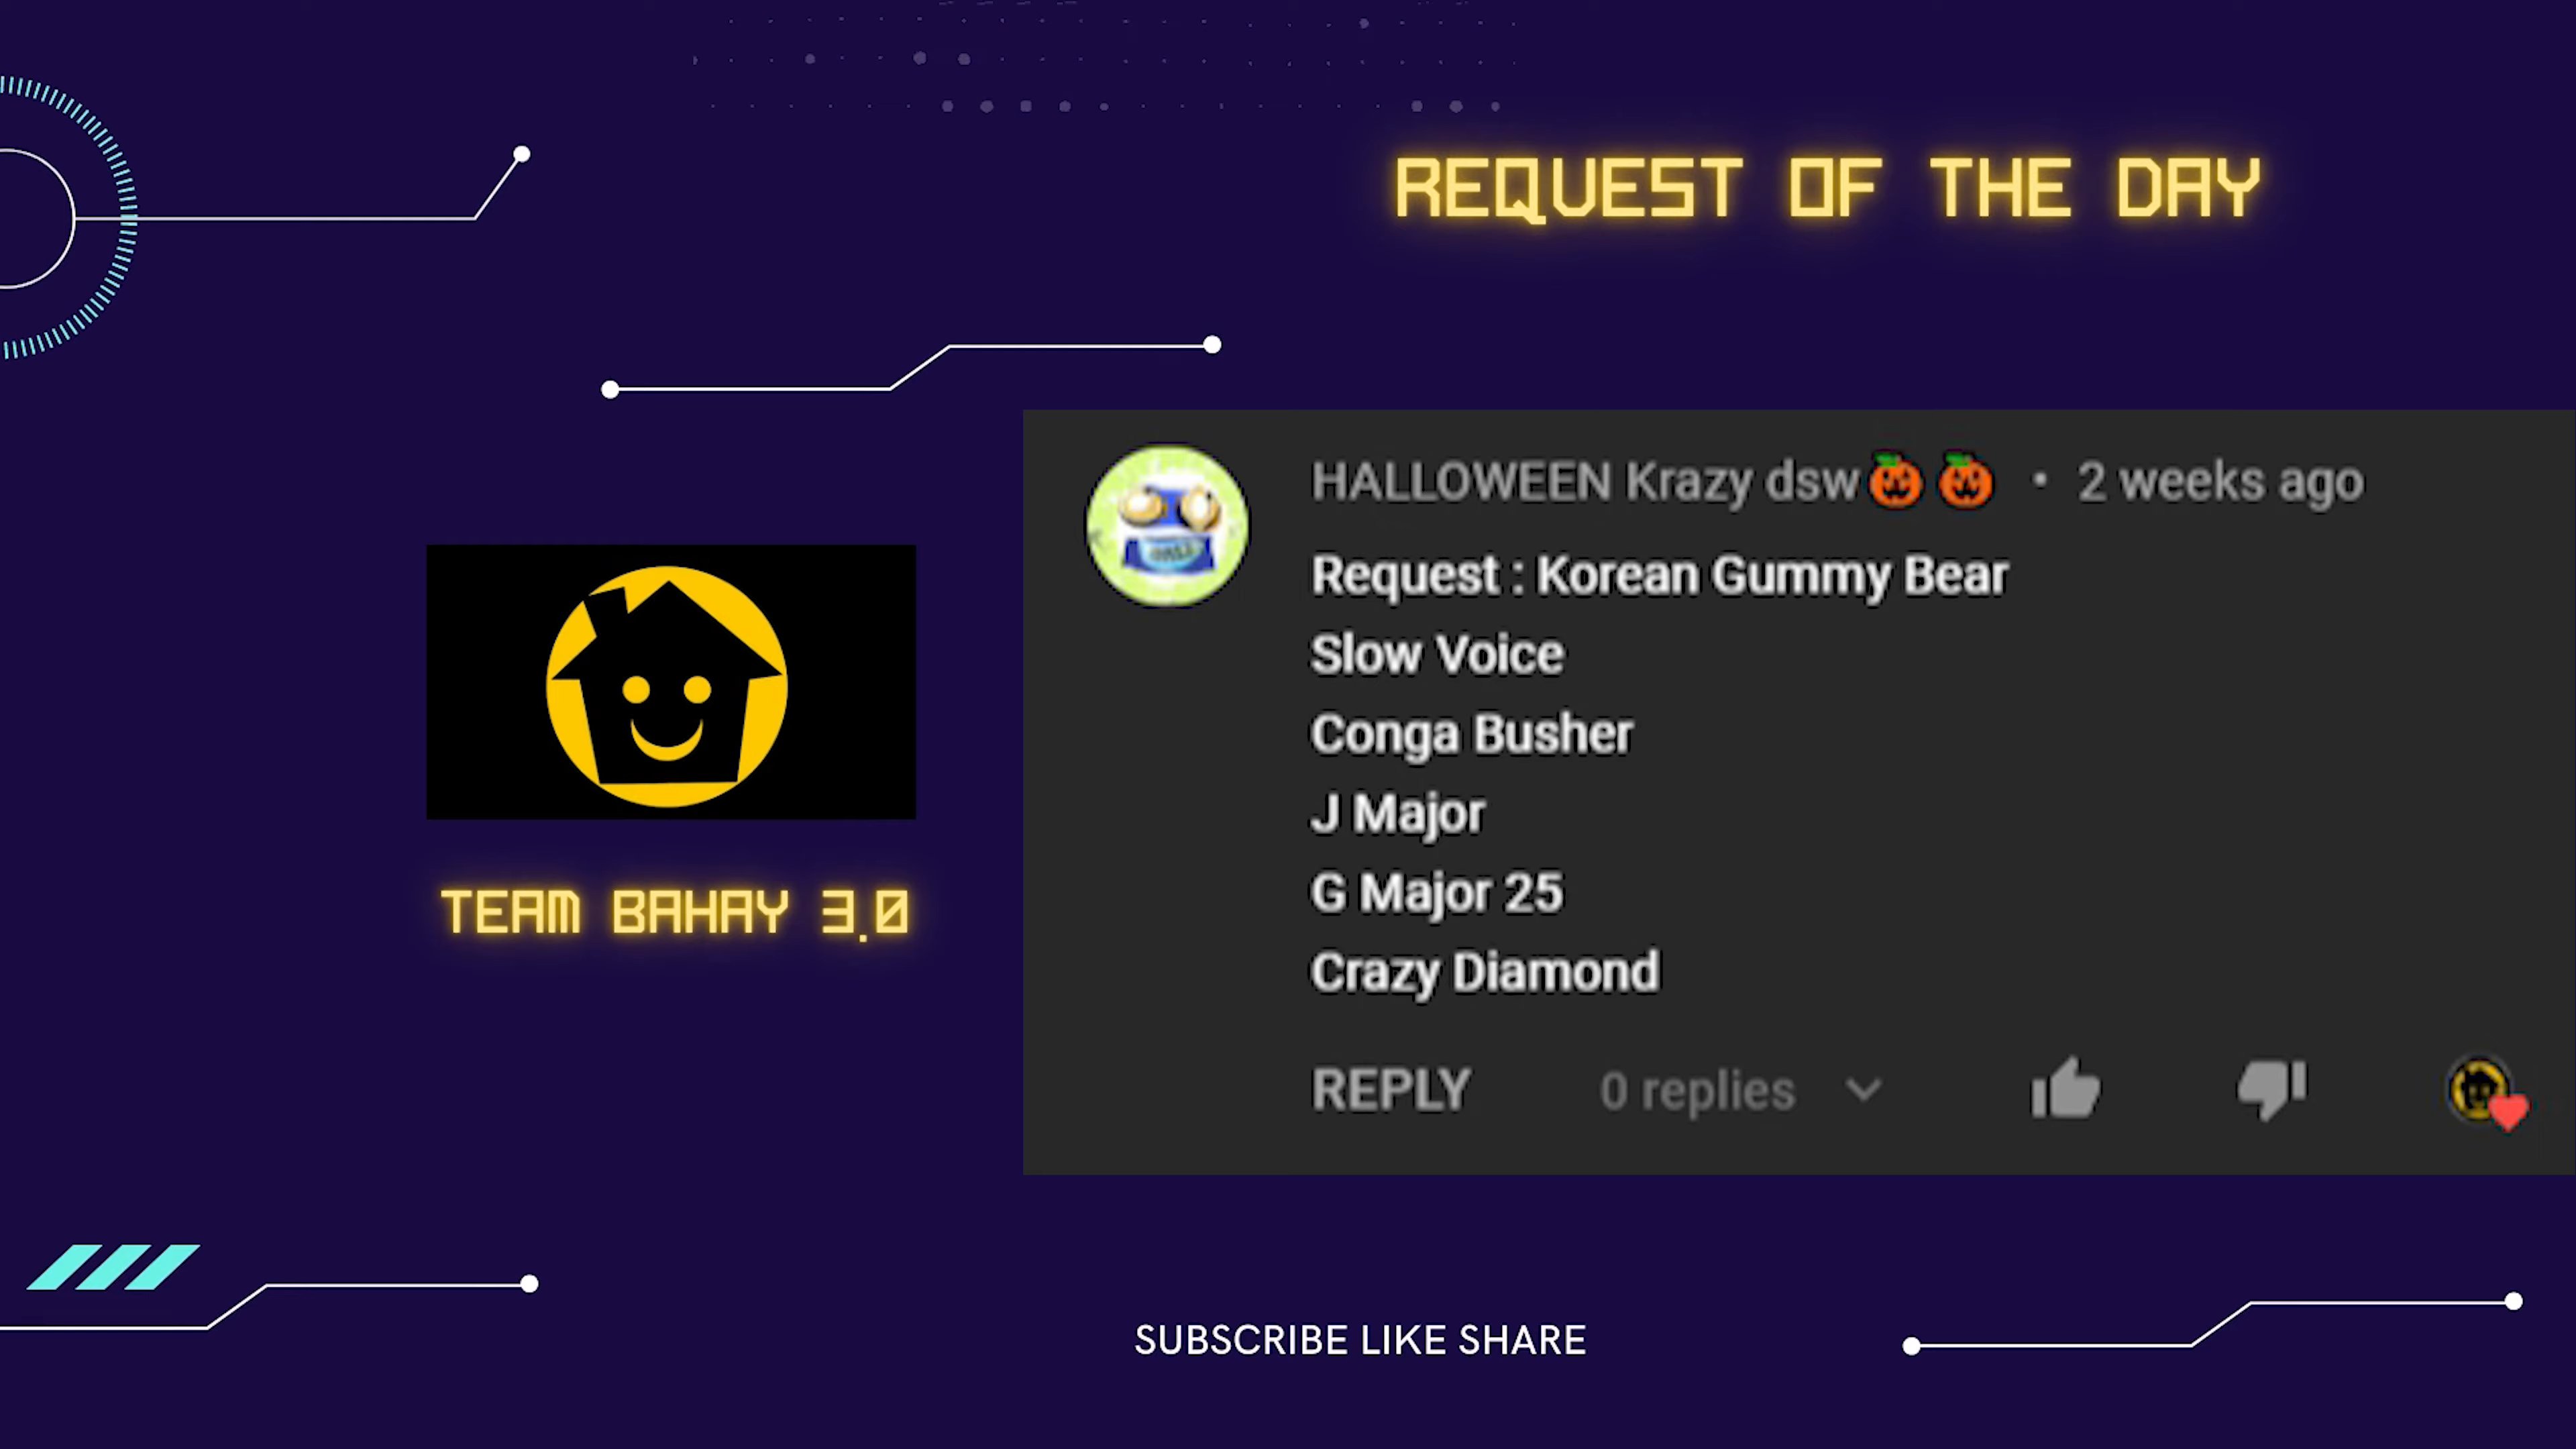 REQUEST OF THE DAY
HALLOWEEN Krazy dsw🎃🎃 • 2 weeks ago
Request : Korean Gummy Bear
Slow Voice
Conga Busher
J Major
G Major 25
Crazy Diamond
REPLY 0 replies
TEAM BAHAY 3.0
SUBSCRIBE LIKE SHARE